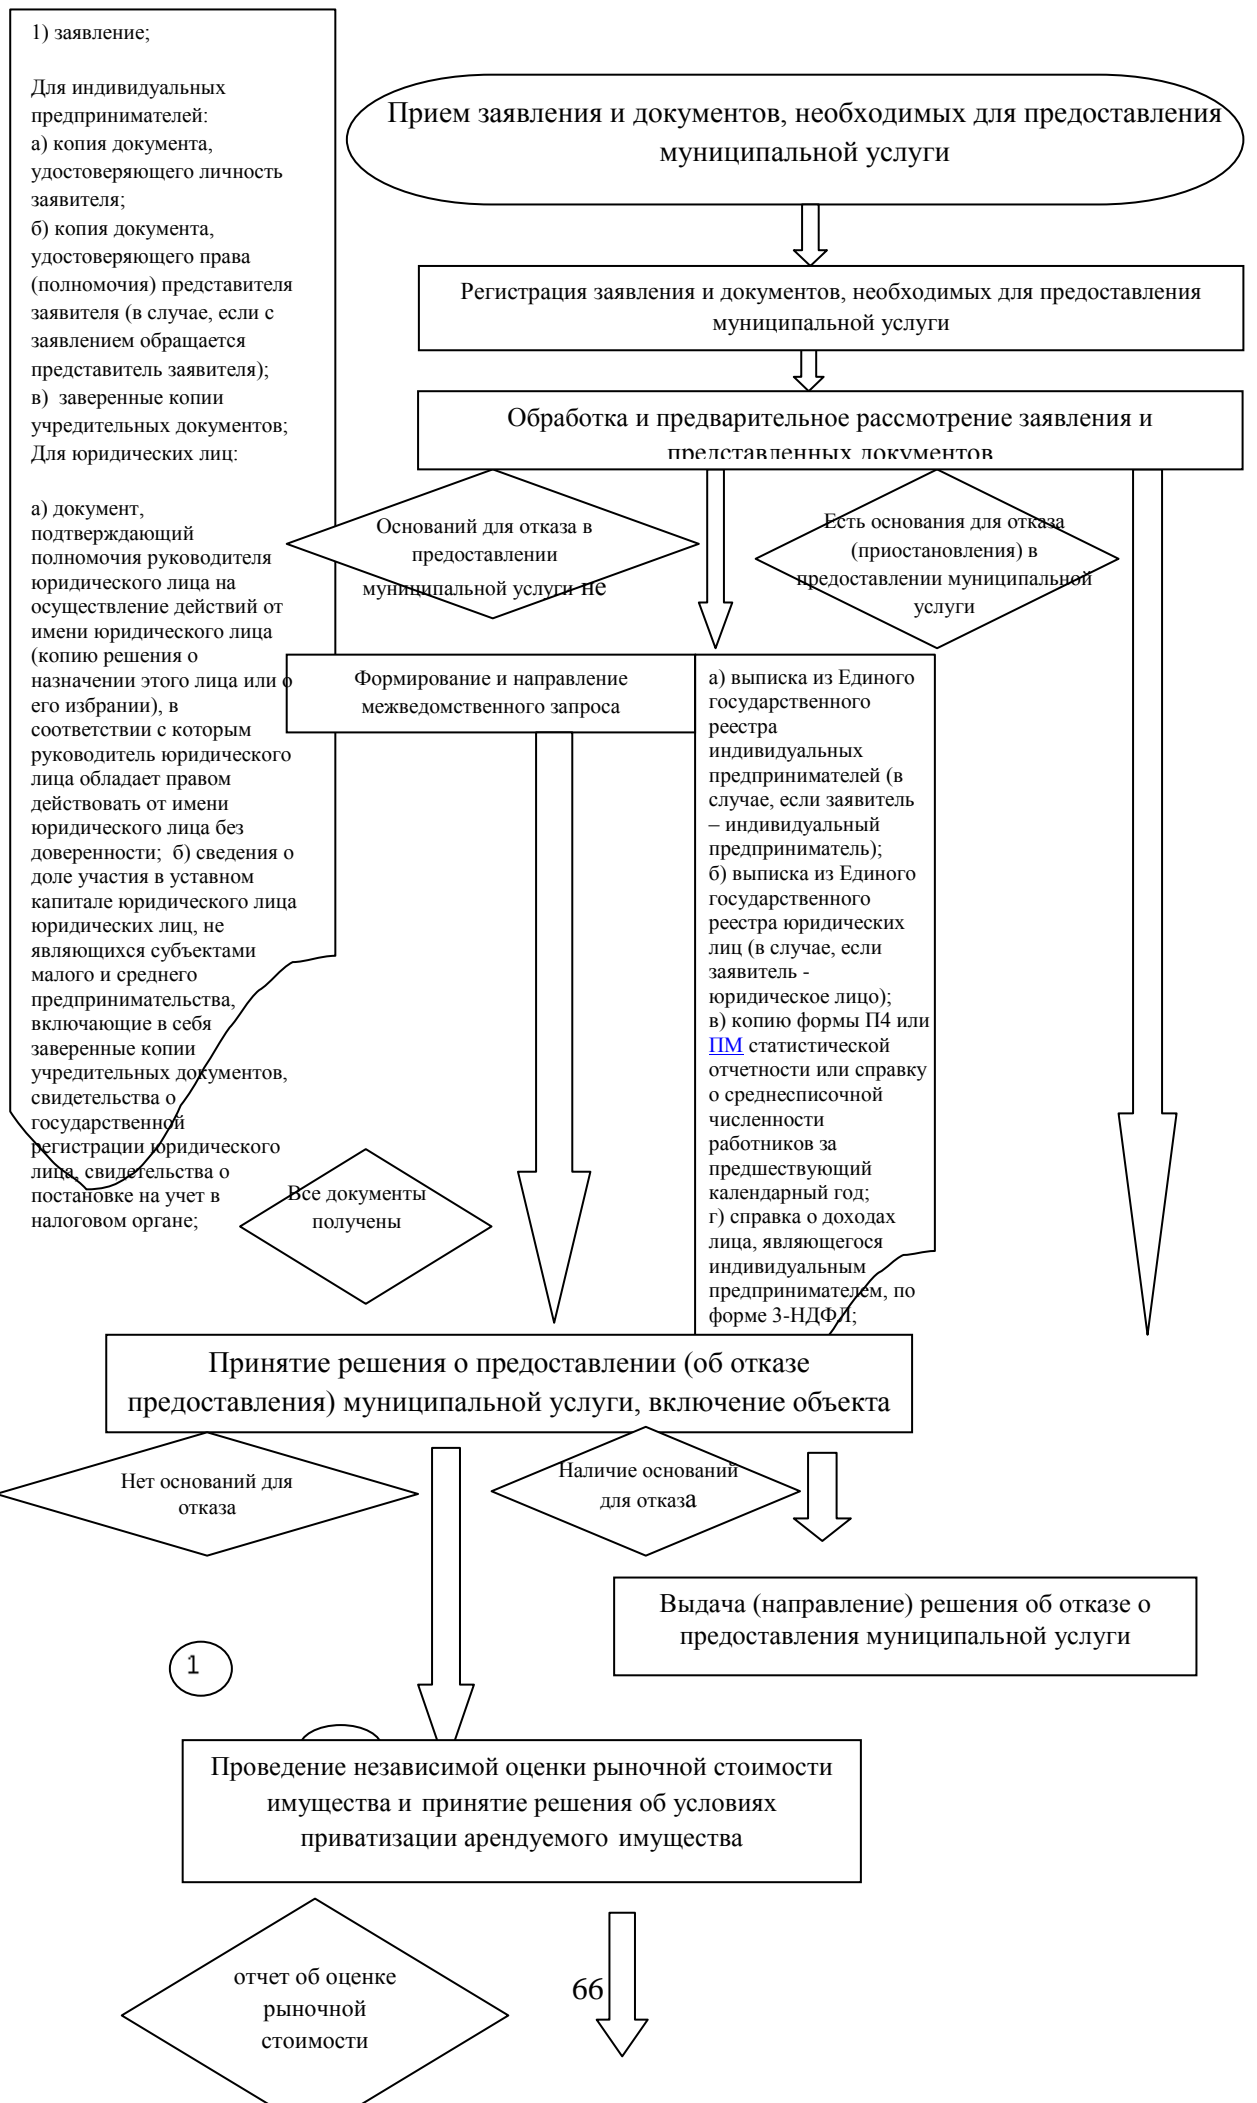 1) заявление;
Для индивидуальных
предпринимателей:
а) копия документа,
удостоверяющего личность
заявителя;
б) копия документа,
удостоверяющего права
(полномочия) представителя
заявителя (в случае, если с
заявлением обращается
представитель заявителя);
в) заверенные копии
учредительных документов;
Для юридических лиц:
а) документ,
подтверждающий
полномочия руководителя
юридического лица на
осуществление действий от
имени юридического лица
(копию решения о
назначении этого лица или о
его избрании), в
соответствии с которым
руководитель юридического
лица обладает правом
действовать от имени
юридического лица без
доверенности; б) сведения о
доле участия в уставном
капитале юридического лица
юридических лиц, не
являющихся субъектами
малого и среднего
предпринимательства,
включающие в себя
заверенные копии
учредительных документов,
свидетельства о
государственной
регистрации юридического
лица, свидетельства о
постановке на учет в
налоговом органе;
Прием заявления и документов, необходимых для предоставления
муниципальной услуги
Регистрация заявления и документов, необходимых для предоставления
муниципальной услуги
Обработка и предварительное рассмотрение заявления и
представленных документов
Оснований для отказа в
предоставлении
муниципальной услуги не
Есть основания для отказа
(приостановления) в
предоставлении муниципальной
услуги
Формирование и направление
межведомственного запроса
а) выписка из Единого
государственного
реестра
индивидуальных
предпринимателей (в
случае, если заявитель
– индивидуальный
предприниматель);
б) выписка из Единого
государственного
реестра юридических
лиц (в случае, если
заявитель -
юридическое лицо);
в) копию формы П4 или
ПМ статистической
отчетности или справку
о среднесписочной
численности
работников за
предшествующий
календарный год;
г) справка о доходах
лица, являющегося
индивидуальным
предпринимателем, по
форме 3-НДФЛ;
Все документы
получены
Принятие решения о предоставлении (об отказе
предоставления) муниципальной услуги, включение объекта
Нет оснований для
отказа
Наличие оснований
для отказа
Выдача (направление) решения об отказе о
предоставления муниципальной услуги
1
Проведение независимой оценки рыночной стоимости
имущества и принятие решения об условиях
приватизации арендуемого имущества
отчет об оценке
рыночной
стоимости
66